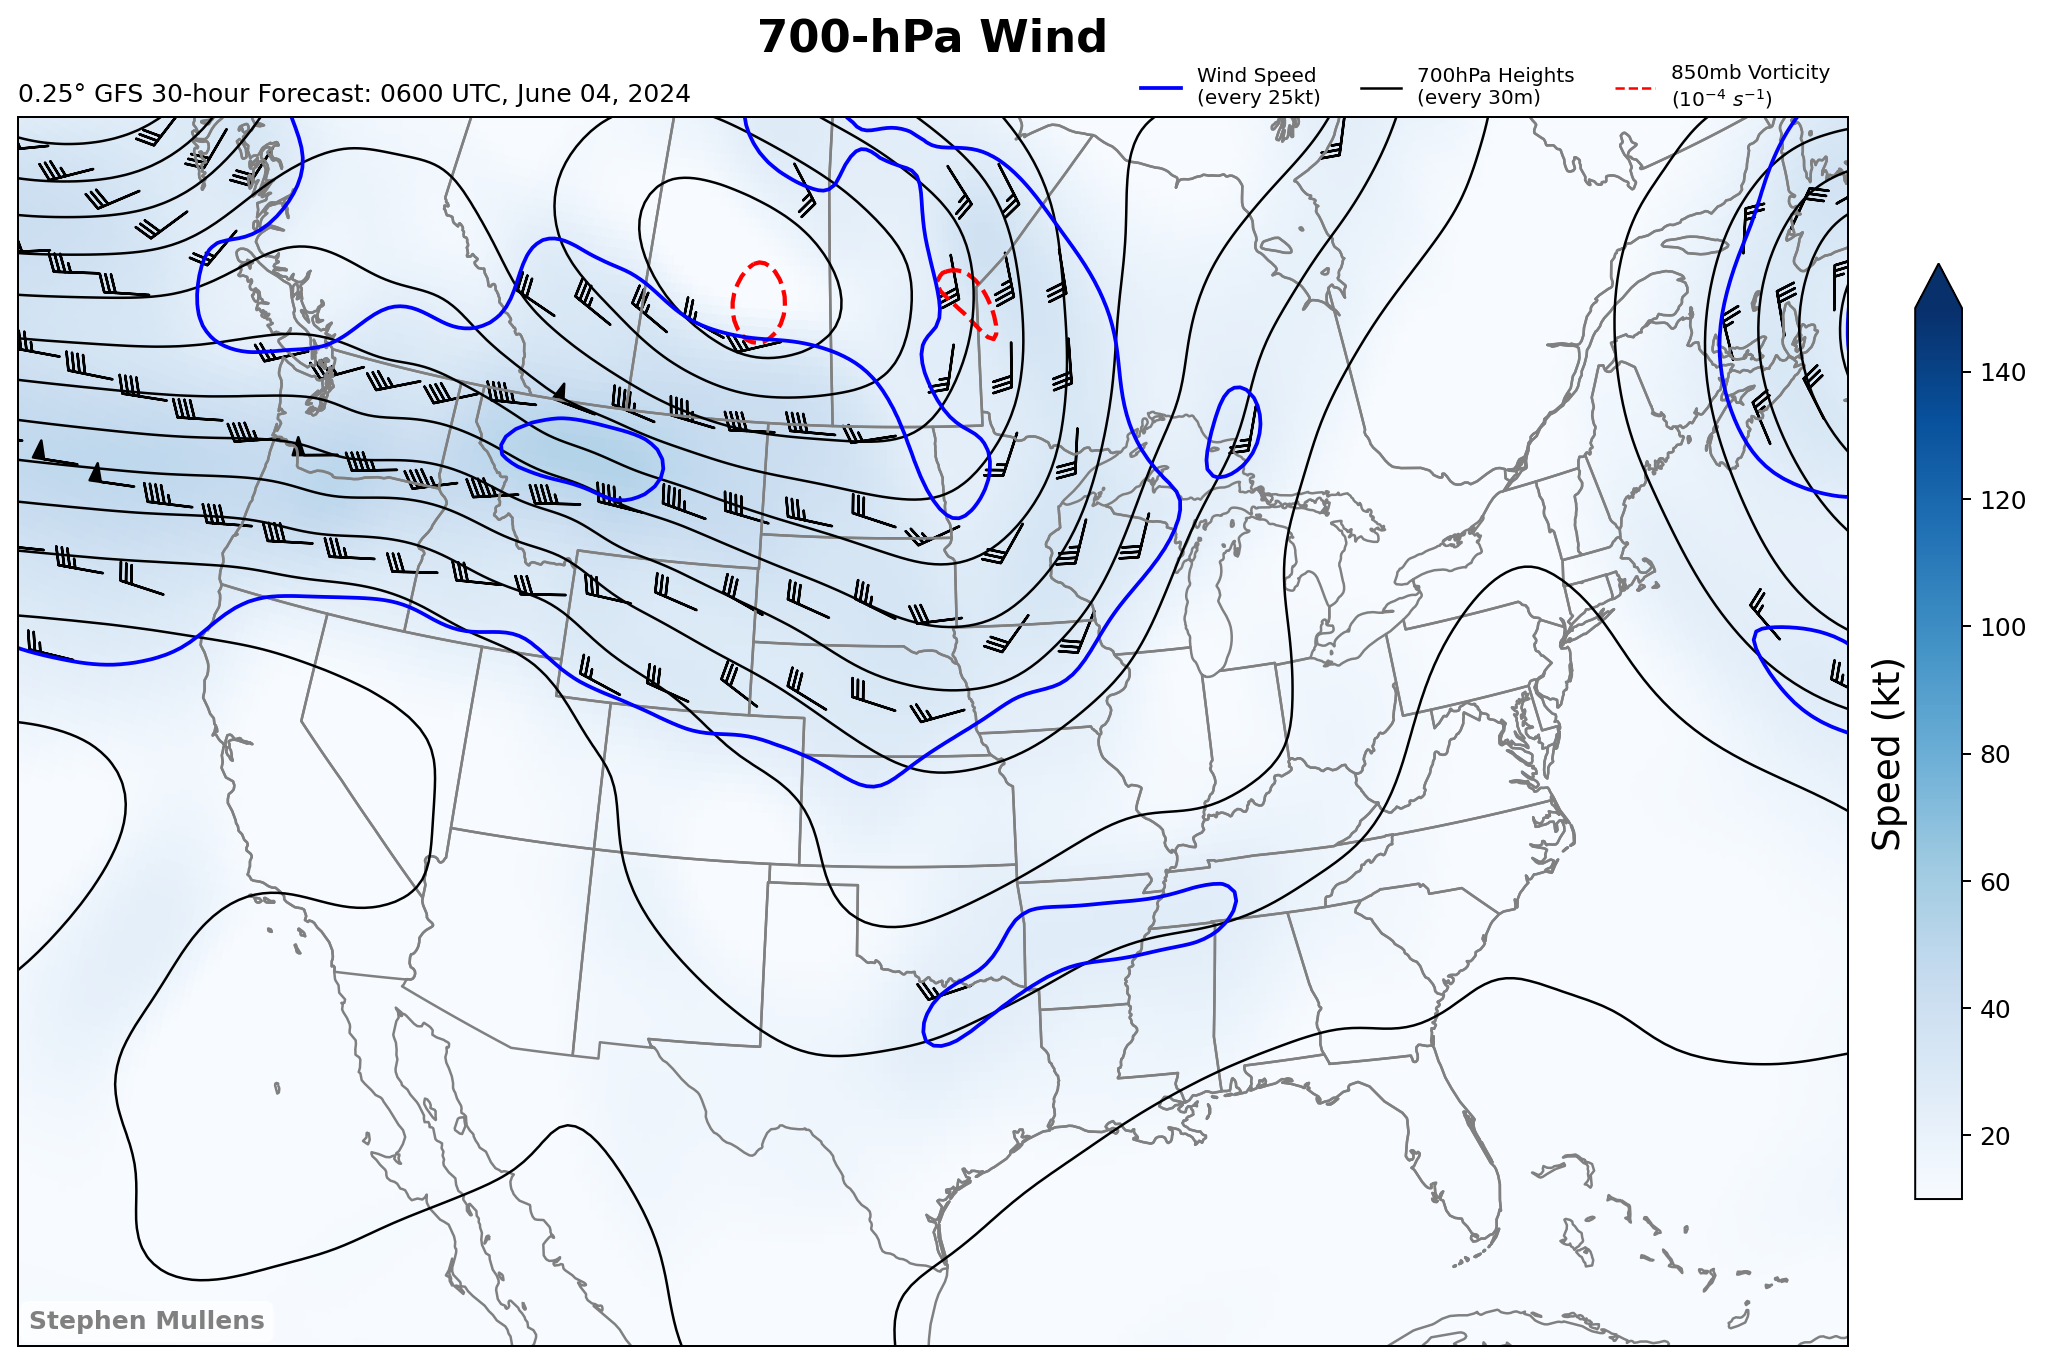 700-hPa Wind
0.25° GFS 30-hour Forecast: 0600 UTC, June 04, 2024
Wind Speed
(every 25kt)
700hPa Heights
(every 30m)
850mb Vorticity
(10⁻⁴ s⁻¹)
140
120
100
80
60
40
20
Speed (kt)
Stephen Mullens